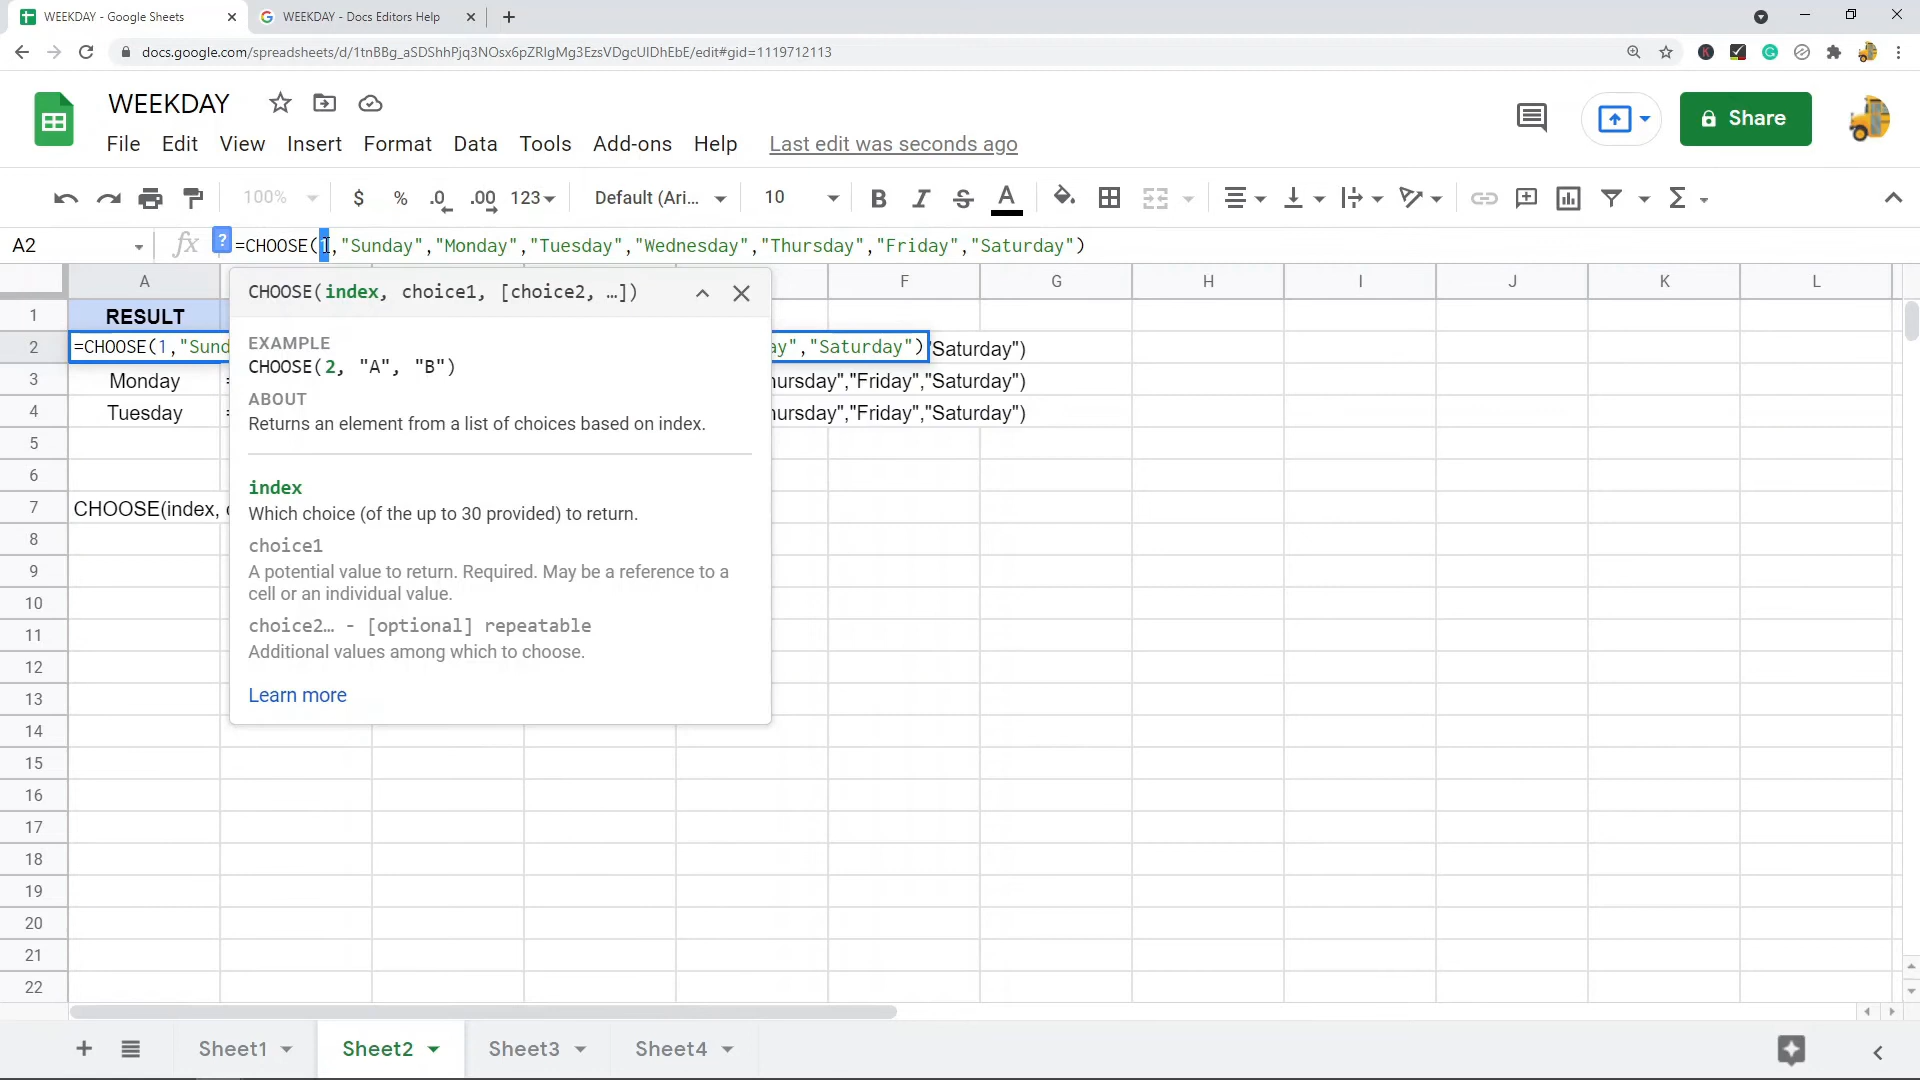 WEEKDAY - Google Sheets
WEEKDAY - Docs Editors Help
docs.google.com/spreadsheets/d/1tnBBg_aSDShhPjq3NOsx6pZRIgMg3EzsVDgcUIDhEbE/edit#gid=1119712113
WEEKDAY
Share
File Edit View Insert Format Data Tools Add-ons Help Last edit was seconds ago
100% $ % .0 .00 123 Default (Ari... 10 B I S A Σ
A2 fx ? =CHOOSE(1,"Sunday","Monday","Tuesday","Wednesday","Thursday","Friday","Saturday")
A F G H I J K L
CHOOSE(index, choice1, [choice2, …])
1 RESULT
EXAMPLE
2 =CHOOSE(1,"Sund ay","Saturday") "Saturday")
CHOOSE(2, "A", "B")
3 Monday = hursday","Friday","Saturday")
ABOUT
4 Tuesday = hursday","Friday","Saturday")
Returns an element from a list of choices based on index.
5
6
index
7 CHOOSE(index,
Which choice (of the up to 30 provided) to return.
8
choice1
9
A potential value to return. Required. May be a reference to a
cell or an individual value.
10
11
choice2… - [optional] repeatable
12
Additional values among which to choose.
13
Learn more
14
15
16
17
18
19
20
21
22
+ Sheet1 Sheet2 Sheet3 Sheet4